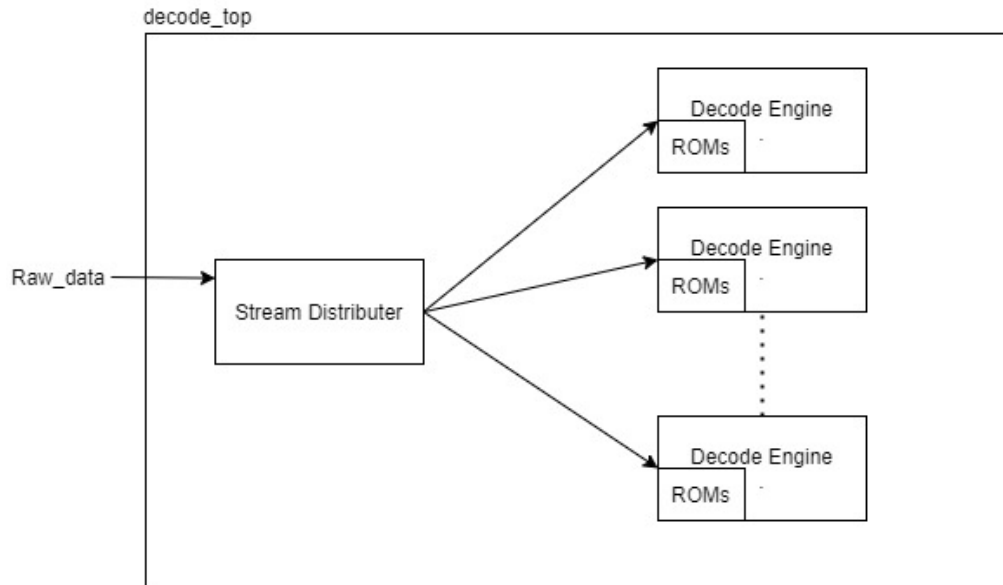 decode_top
Decode Engine
ROMs
Decode Engine
ROMs
Raw_data
Stream Distributer
Decode Engine
ROMs